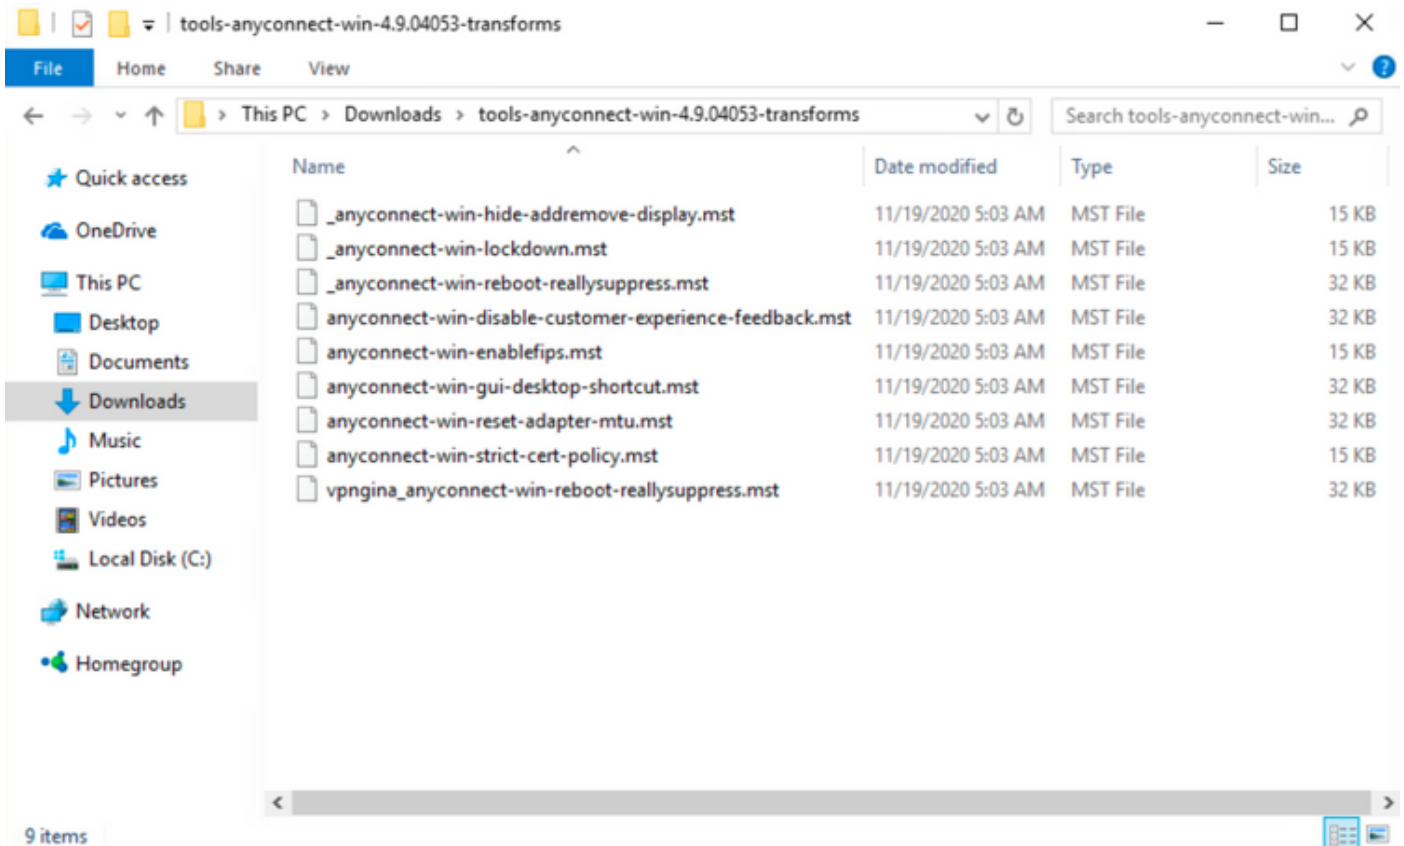 tools-anyconnect-win-4.9.04053-transforms
File Home Share View
This PC > Downloads > tools-anyconnect-win-4.9.04053-transforms
Search tools-anyconnect-win...
Quick access
OneDrive
This PC
Desktop
Documents
Downloads
Music
Pictures
Videos
Local Disk (C:)
Network
Homegroup
Name Date modified Type Size
_anyconnect-win-hide-addremove-display.mst 11/19/2020 5:03 AM MST File 15 KB
_anyconnect-win-lockdown.mst 11/19/2020 5:03 AM MST File 15 KB
_anyconnect-win-reboot-reallysuppress.mst 11/19/2020 5:03 AM MST File 32 KB
anyconnect-win-disable-customer-experience-feedback.mst 11/19/2020 5:03 AM MST File 32 KB
anyconnect-win-enablefips.mst 11/19/2020 5:03 AM MST File 15 KB
anyconnect-win-gui-desktop-shortcut.mst 11/19/2020 5:03 AM MST File 32 KB
anyconnect-win-reset-adapter-mtu.mst 11/19/2020 5:03 AM MST File 32 KB
anyconnect-win-strict-cert-policy.mst 11/19/2020 5:03 AM MST File 15 KB
vpngina_anyconnect-win-reboot-reallysuppress.mst 11/19/2020 5:03 AM MST File 32 KB
9 items